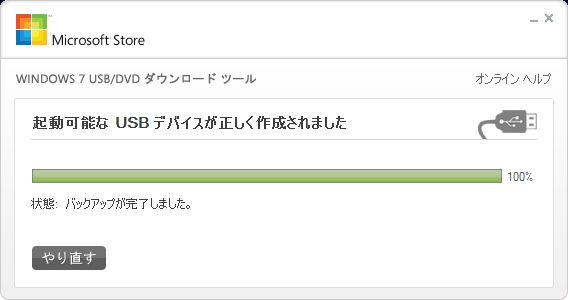 Microsoft Store
WINDOWS 7 USB/DVD ダウンロード ツール
オンライン ヘルプ
起動可能な USB デバイスが正しく作成されました
100%
状態: バックアップが完了しました。
やり直す